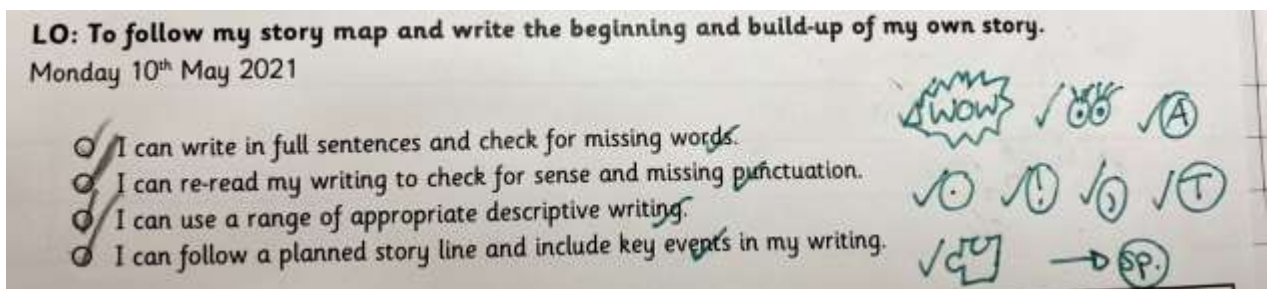 LO: To follow my story map and write the beginning and build-up of my own story.
Monday 10th May 2021
WOW
A
I can write in full sentences and check for missing words.
I can re-read my writing to check for sense and missing punctuation.
. ! , T
I can use a range of appropriate descriptive writing.
I can follow a planned story line and include key events in my writing.
sp.